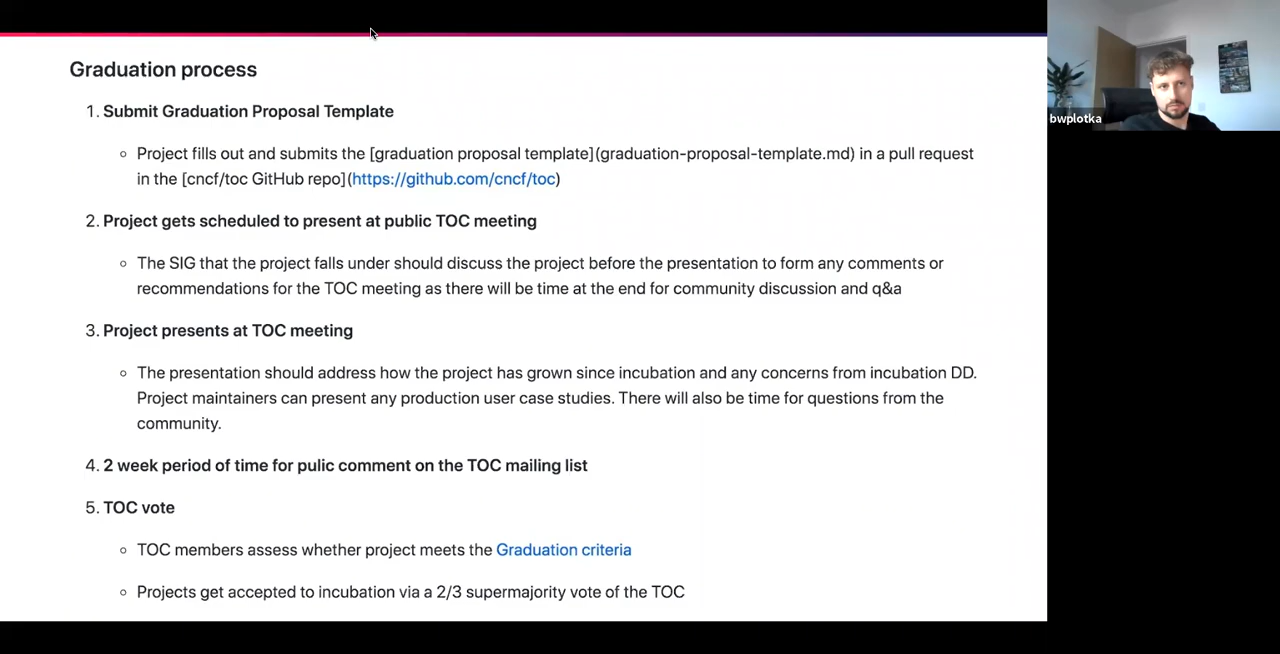 Graduation process
1. Submit Graduation Proposal Template
Project fills out and submits the [graduation proposal template](graduation-proposal-template.md) in a pull request
in the [cncf/toc GitHub repo](https://github.com/cncf/toc)
2. Project gets scheduled to present at public TOC meeting
The SIG that the project falls under should discuss the project before the presentation to form any comments or
recommendations for the TOC meeting as there will be time at the end for community discussion and q&a
3. Project presents at TOC meeting
The presentation should address how the project has grown since incubation and any concerns from incubation DD.
Project maintainers can present any production user case studies. There will also be time for questions from the
community.
4. 2 week period of time for pulic comment on the TOC mailing list
5. TOC vote
TOC members assess whether project meets the Graduation criteria
Projects get accepted to incubation via a 2/3 supermajority vote of the TOC
bwplotka